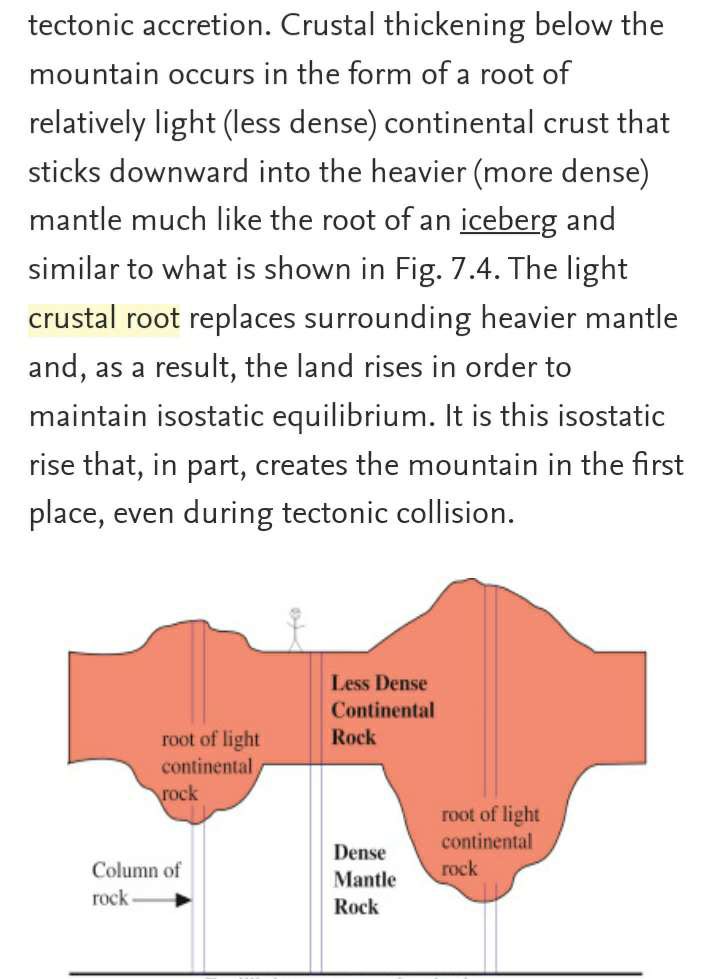 tectonic accretion. Crustal thickening below the
mountain occurs in the form of a root of
relatively light (less dense) continental crust that
sticks downward into the heavier (more dense)
mantle much like the root of an iceberg and
similar to what is shown in Fig. 7.4. The light
crustal root replaces surrounding heavier mantle
and, as a result, the land rises in order to
maintain isostatic equilibrium. It is this isostatic
rise that, in part, creates the mountain in the first
place, even during tectonic collision.
Less Dense
Continental
Rock
root of light
continental
rock
root of light
continental
rock
Dense
Mantle
Rock
Column of
rock